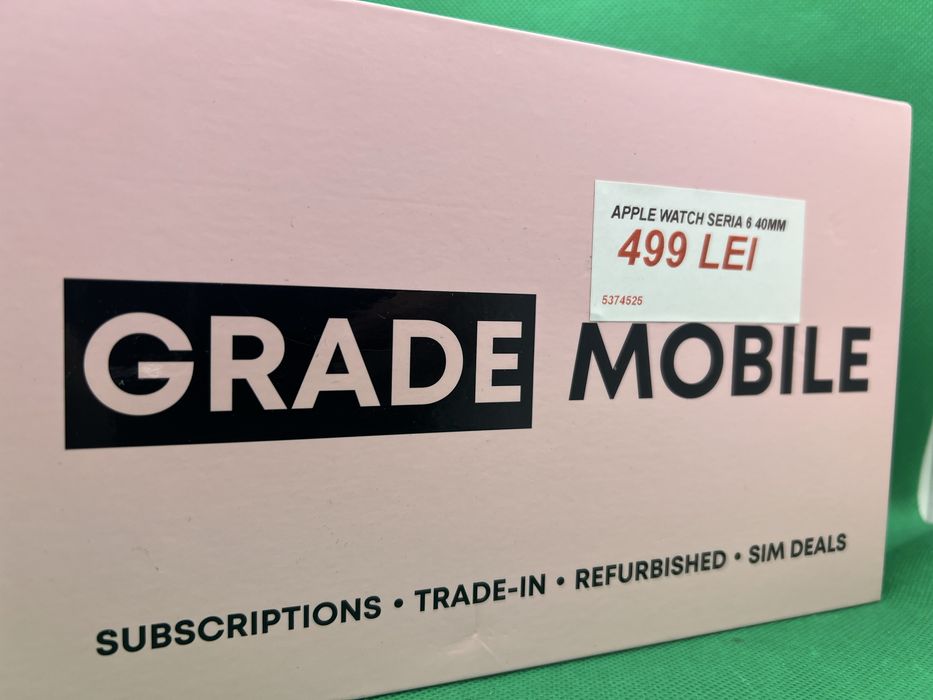 APPLE WATCH SERIA 6 40MM
499 LEI
5374525
GRADE MOBILE
SUBSCRIPTIONS • TRADE-IN • REFURBISHED • SIM DEALS